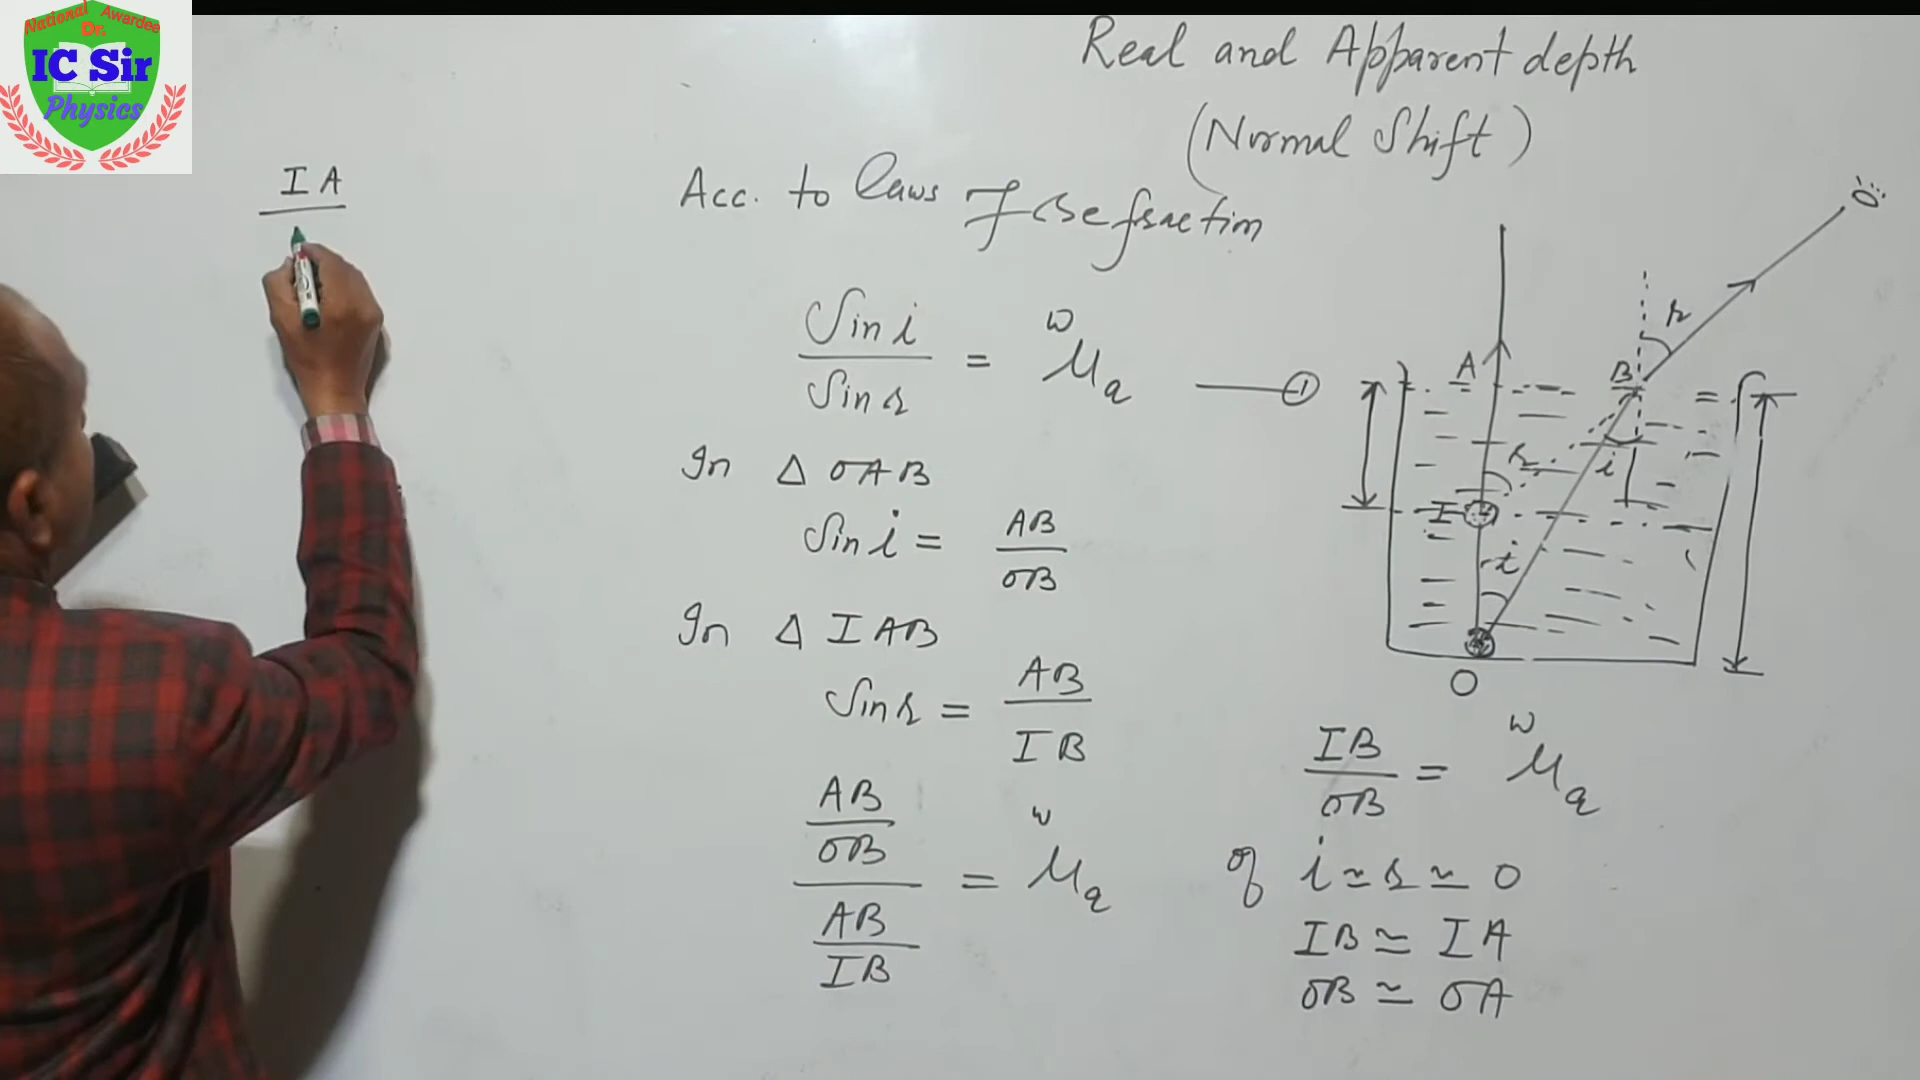 National Awardee
Dr.
IC Sir
Physics
Real and Apparent depth
(Normal Shift)
Acc. to laws of refraction
Sin i / Sin r = ʷμₐ —— ①
In Δ OAB
Sin i = AB / OB
In Δ IAB
Sin r = AB / IB
(AB / OB) / (AB / IB) = ʷμₐ
IB / OB = ʷμₐ
If i ≃ r ≃ 0
IB ≃ IA
OB ≃ OA
IA
A
B
r
r
i
I
i
O